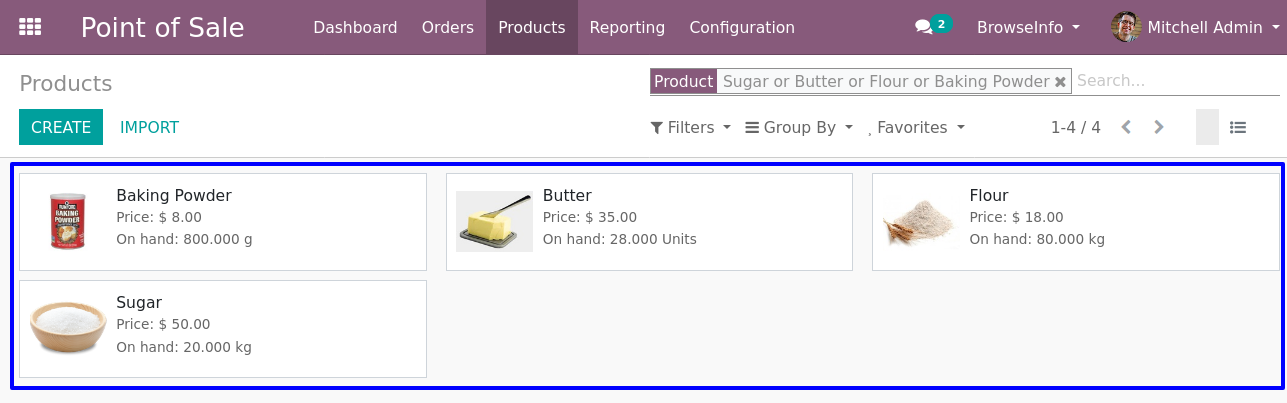 Point of Sale Dashboard Orders Products Reporting Configuration 2 BrowseInfo Mitchell Admin
Products
Product Sugar or Butter or Flour or Baking Powder ✖ Search...
CREATE IMPORT Filters Group By Favorites 1-4 / 4
Baking Powder
Price: $ 8.00
On hand: 800.000 g
BAKING
POWDER
Butter
Price: $ 35.00
On hand: 28.000 Units
Flour
Price: $ 18.00
On hand: 80.000 kg
Sugar
Price: $ 50.00
On hand: 20.000 kg